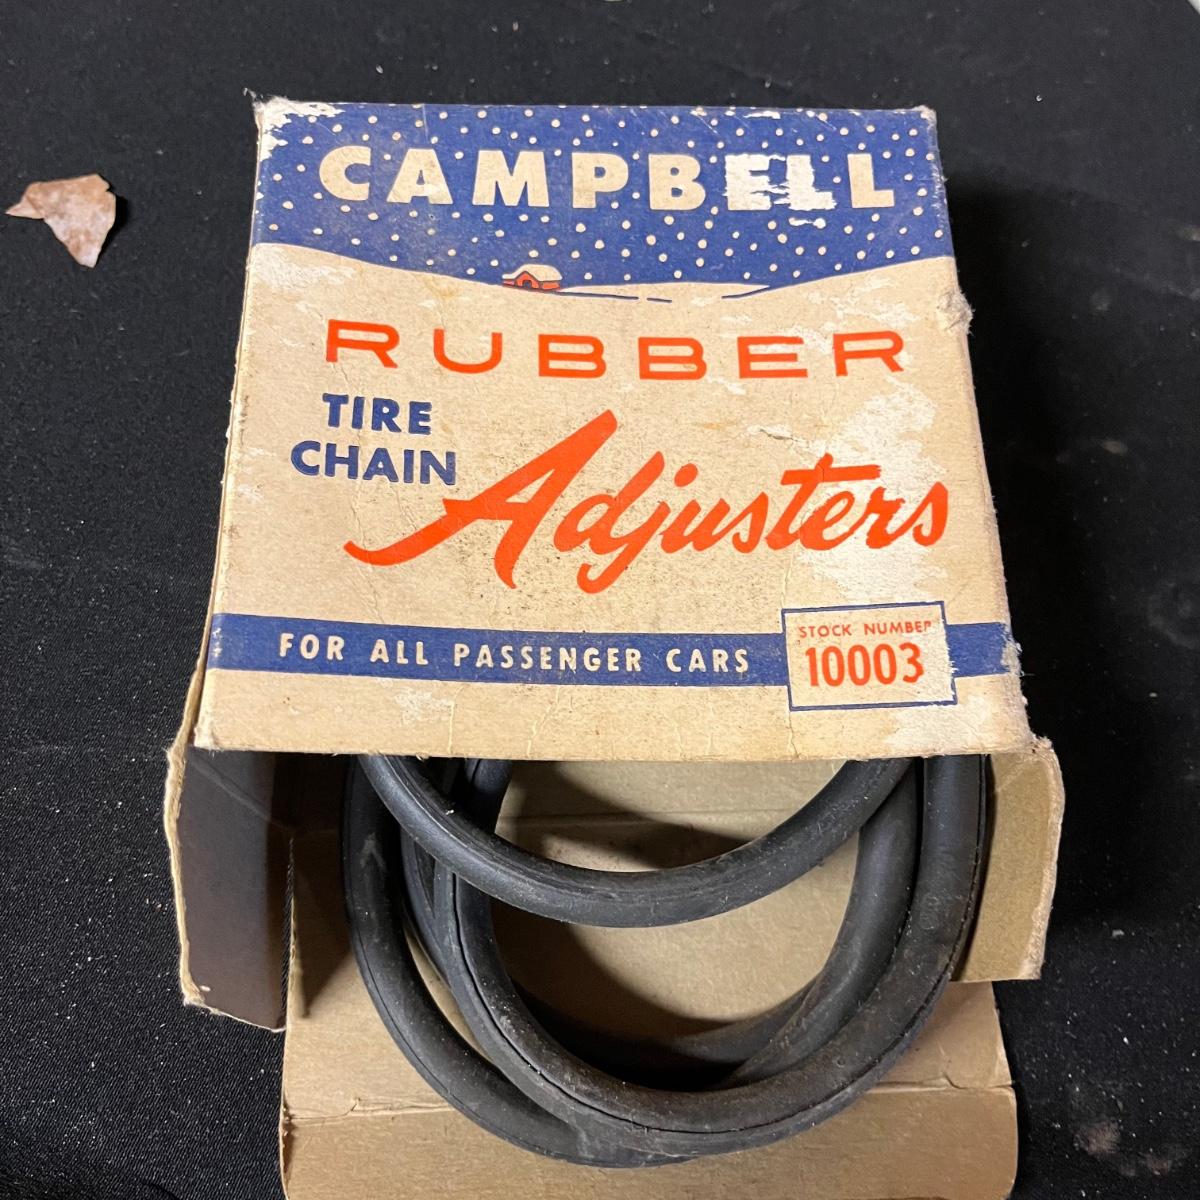 CAMPBELL
RUBBER
TIRE
CHAIN
Adjusters
FOR ALL PASSENGER CARS
STOCK NUMBER
10003